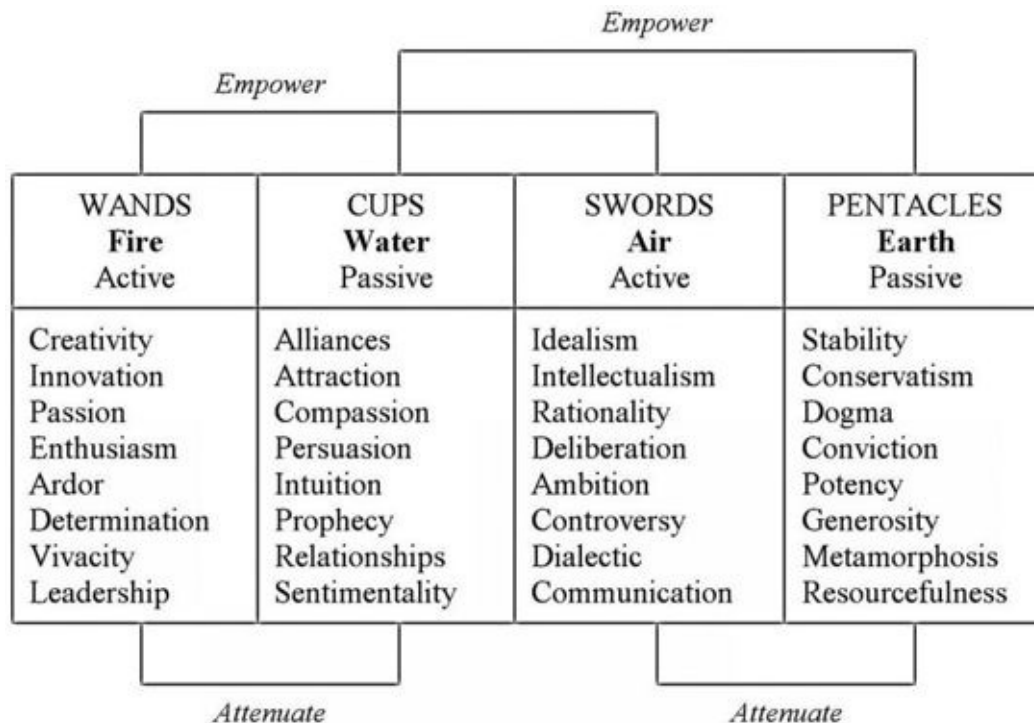 Empower
Empower
WANDS
Fire
Active
CUPS
Water
Passive
SWORDS
Air
Active
PENTACLES
Earth
Passive
Creativity
Innovation
Passion
Enthusiasm
Ardor
Determination
Vivacity
Leadership
Alliances
Attraction
Compassion
Persuasion
Intuition
Prophecy
Relationships
Sentimentality
Idealism
Intellectualism
Rationality
Deliberation
Ambition
Controversy
Dialectic
Communication
Stability
Conservatism
Dogma
Conviction
Potency
Generosity
Metamorphosis
Resourcefulness
Attenuate
Attenuate